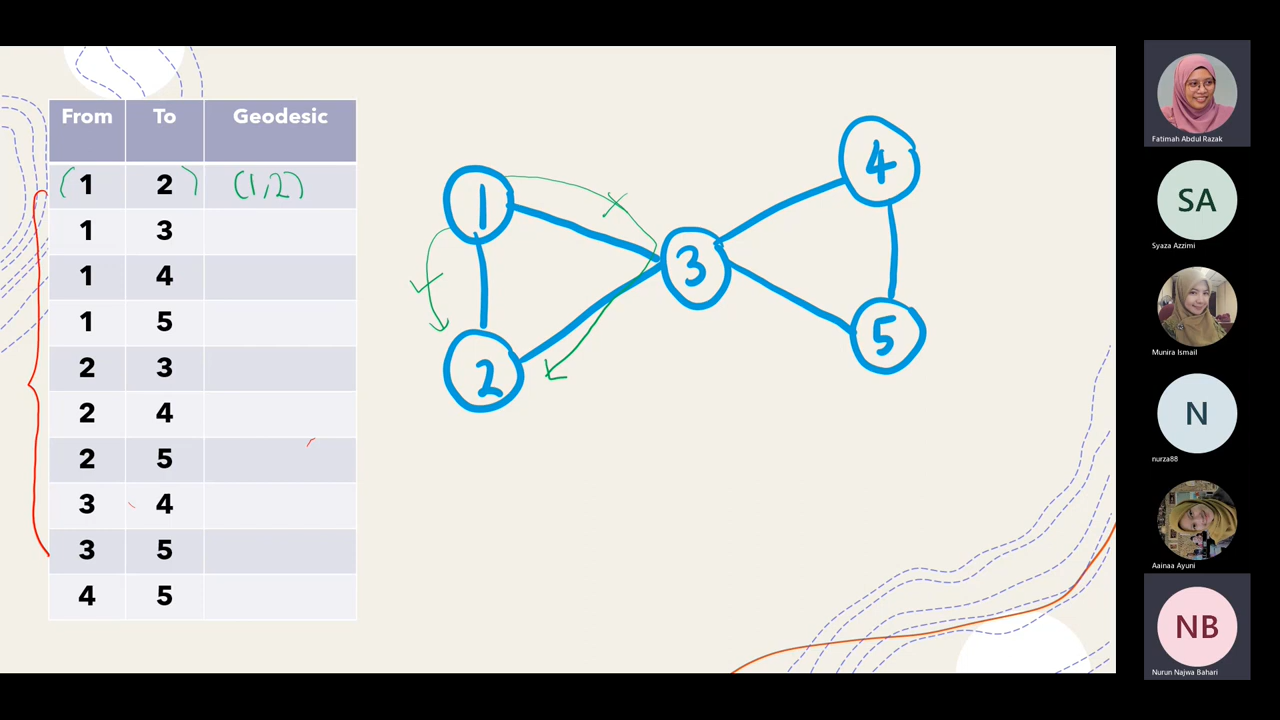 From To Geodesic
(1 2) (1,2)
1 3
1 4
1 5
2 3
2 4
2 5
3 4
3 5
4 5
1
2
3
4
5
Fatimah Abdul Razak
SA
Syaza Azzimi
Munira Ismail
N
nurza88
Aainaa Ayuni
NB
Nurun Najwa Bahari